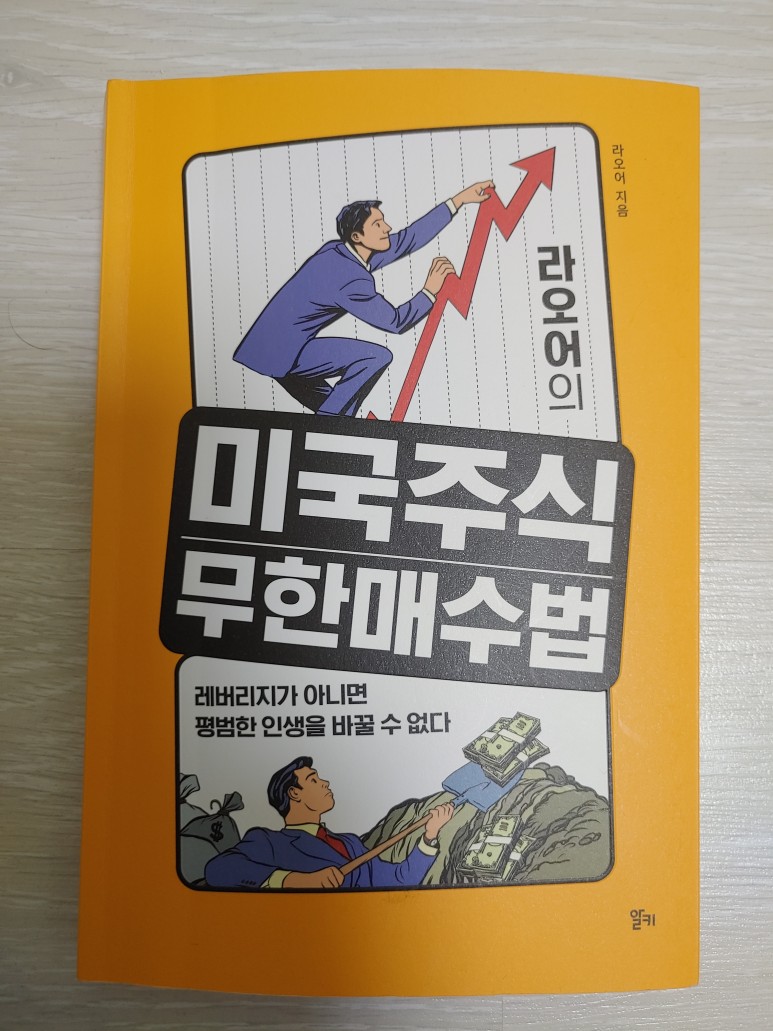 라오어 지음
라오어의
미국주식
무한매수법
레버리지가 아니면
평범한 인생을 바꿀 수 없다
$
알키